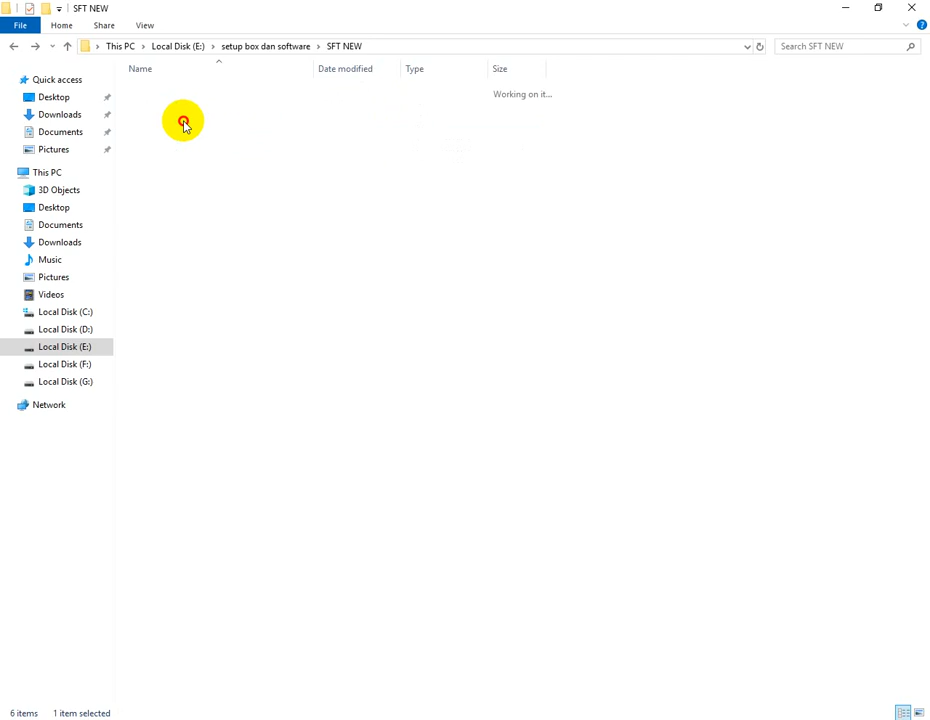 SFT NEW
File Home Share View
This PC Local Disk (E:) setup box dan software SFT NEW Search SFT NEW
Name Date modified Type Size
Working on it...
Quick access
Desktop
Downloads
Documents
Pictures
This PC
3D Objects
Desktop
Documents
Downloads
Music
Pictures
Videos
Local Disk (C:)
Local Disk (D:)
Local Disk (E:)
Local Disk (F:)
Local Disk (G:)
Network
6 items 1 item selected